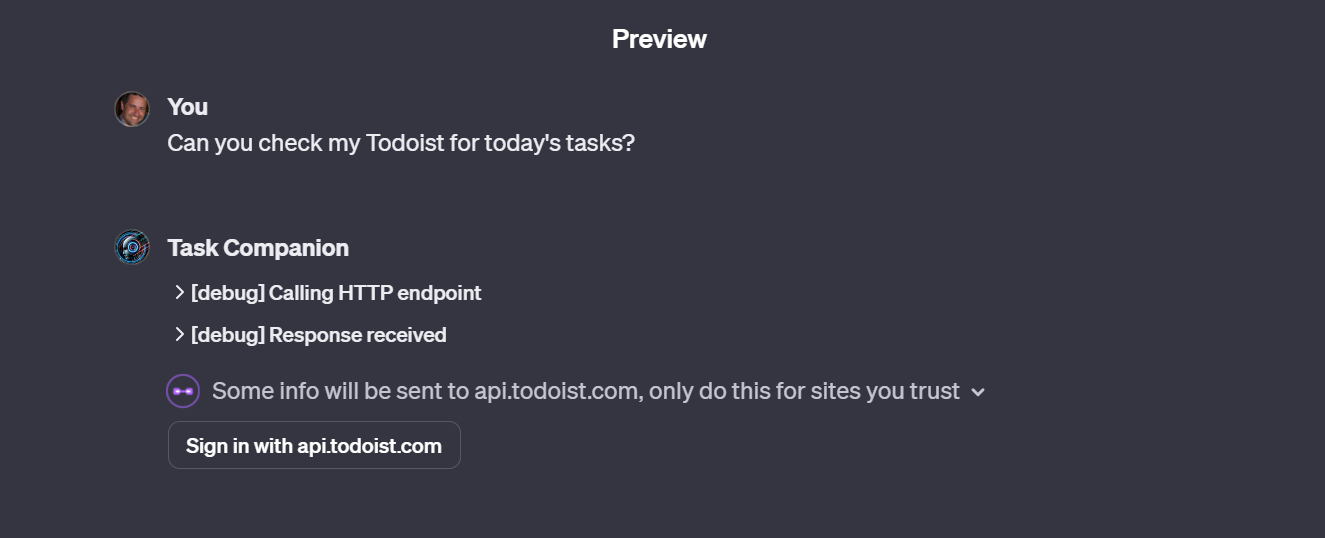 Preview
You
Can you check my Todoist for today's tasks?
Task Companion
[debug] Calling HTTP endpoint
[debug] Response received
Some info will be sent to api.todoist.com, only do this for sites you trust
Sign in with api.todoist.com